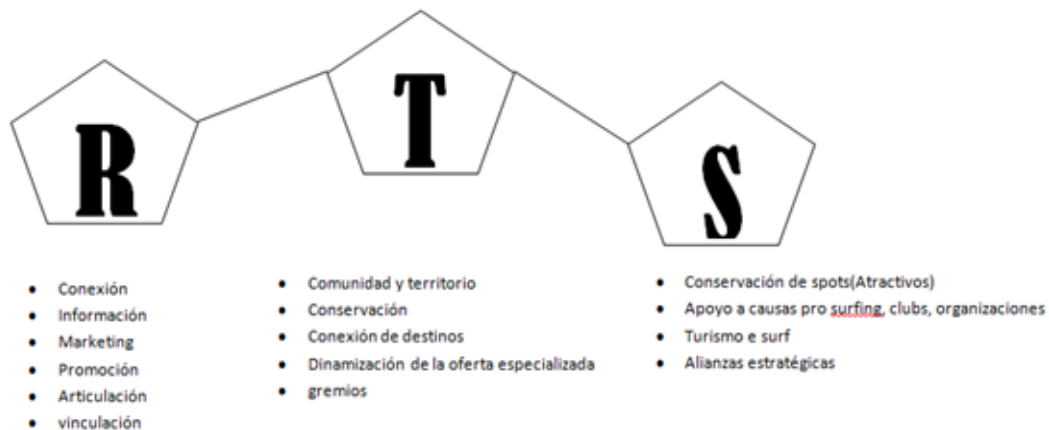 R
T
S
• Conexión
• Información
• Marketing
• Promoción
• Articulación
• vinculación
• Comunidad y territorio
• Conservación
• Conexión de destinos
• Dinamización de la oferta especializada
• gremios
• Conservación de spots(Atractivos)
• Apoyo a causas pro surfing, clubs, organizaciones
• Turismo e surf
• Alianzas estratégicas